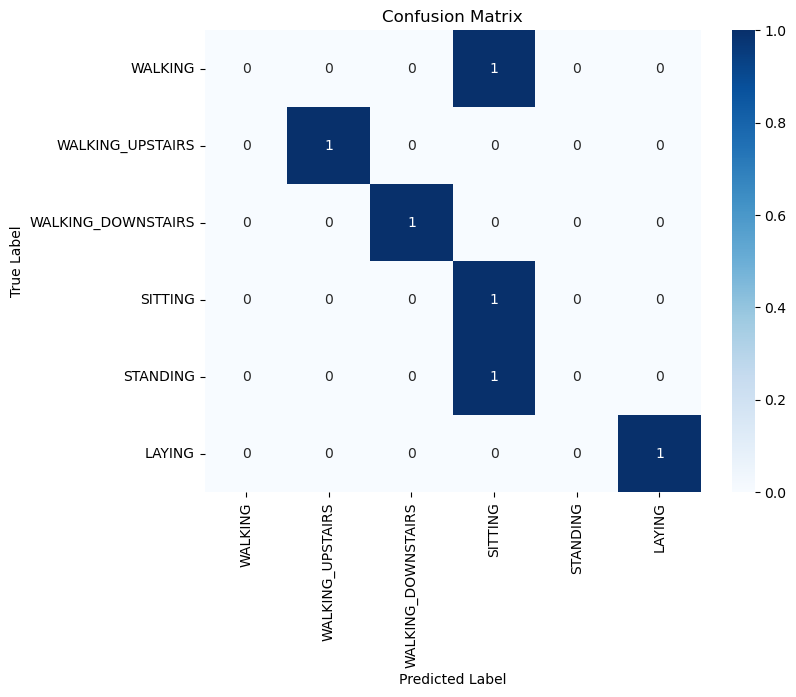 Confusion Matrix
True Label
WALKING 0 0 0 1 0 0
WALKING_UPSTAIRS 0 1 0 0 0 0
WALKING_DOWNSTAIRS 0 0 1 0 0 0
SITTING 0 0 0 1 0 0
STANDING 0 0 0 1 0 0
LAYING 0 0 0 0 0 1
WALKING
WALKING_UPSTAIRS
WALKING_DOWNSTAIRS
SITTING
STANDING
LAYING
Predicted Label
1.0
0.8
0.6
0.4
0.2
0.0